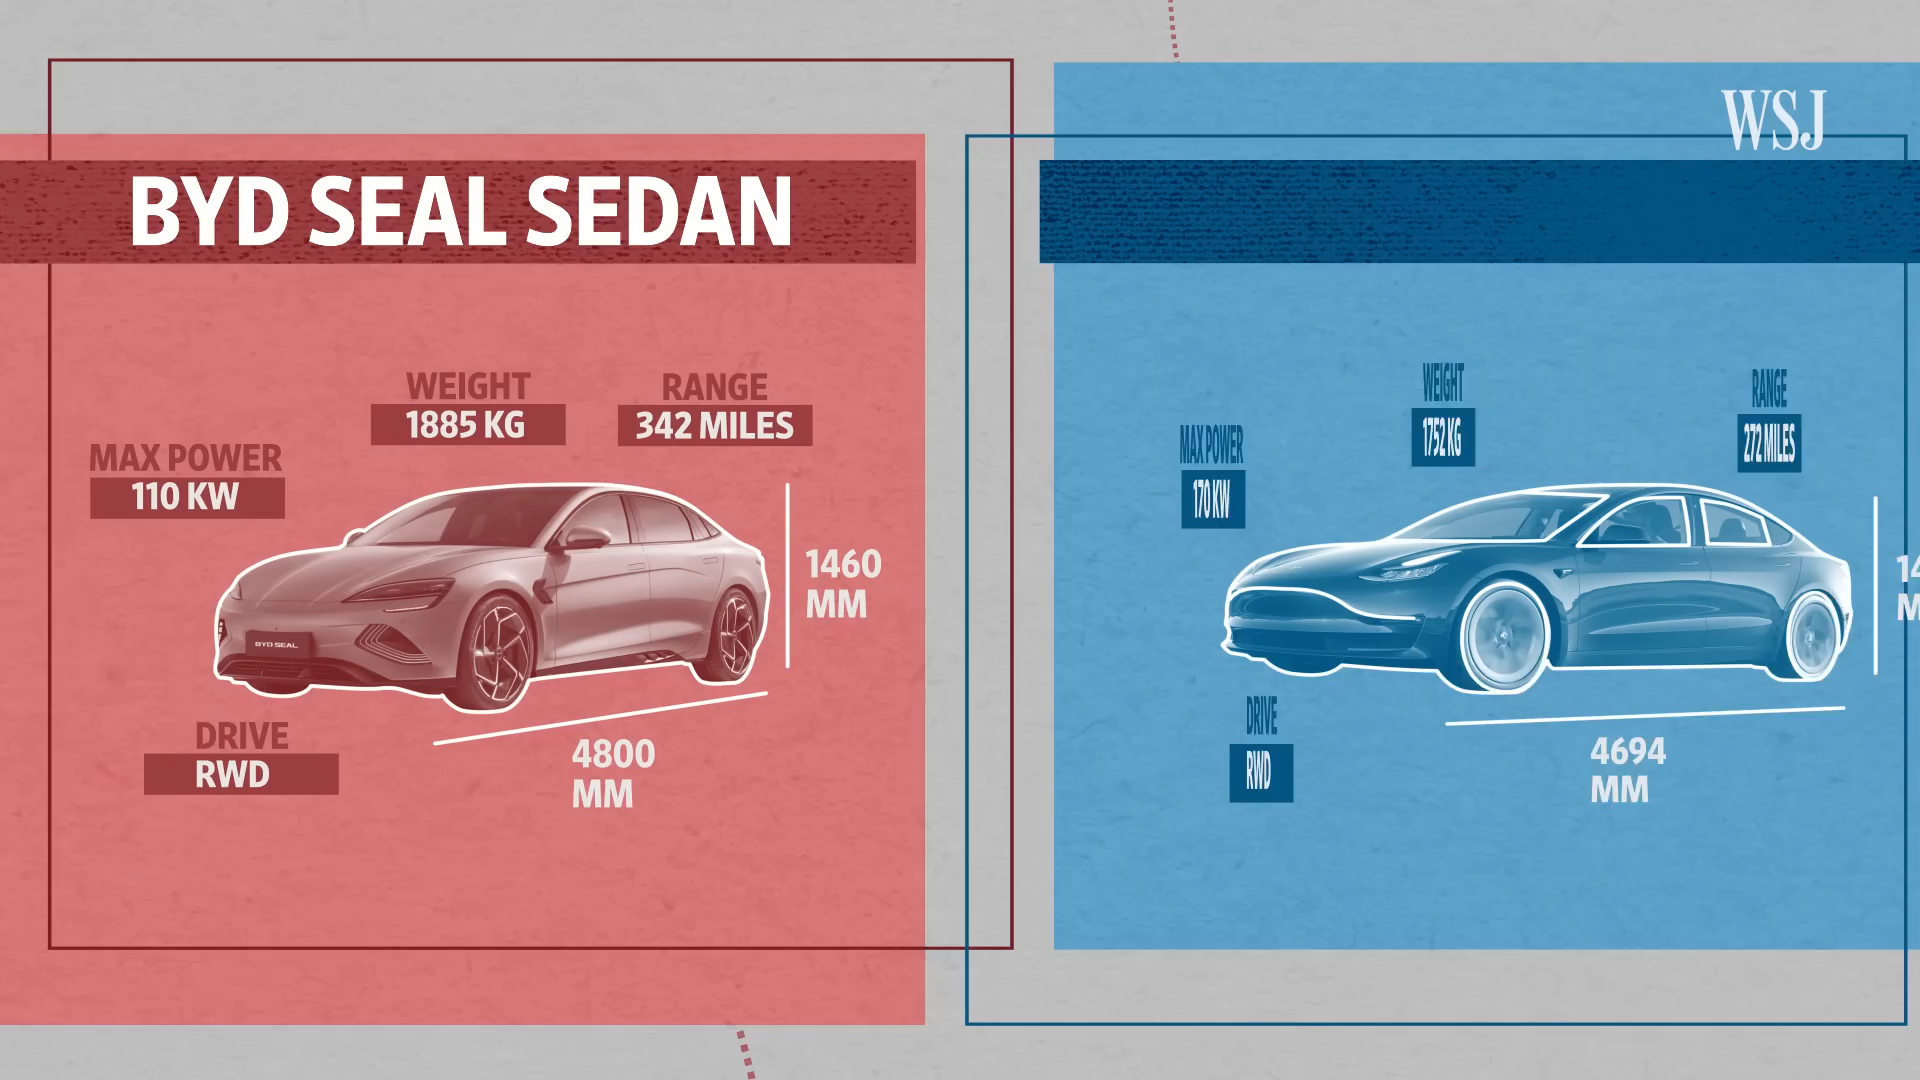 WSJ
BYD SEAL SEDAN
WEIGHT
1885 KG
RANGE
342 MILES
MAX POWER
110 KW
1460
MM
DRIVE
RWD
4800
MM
BYD SEAL
WEIGHT
1752 KG
RANGE
272 MILES
MAX POWER
170 KW
DRIVE
RWD
4694
MM